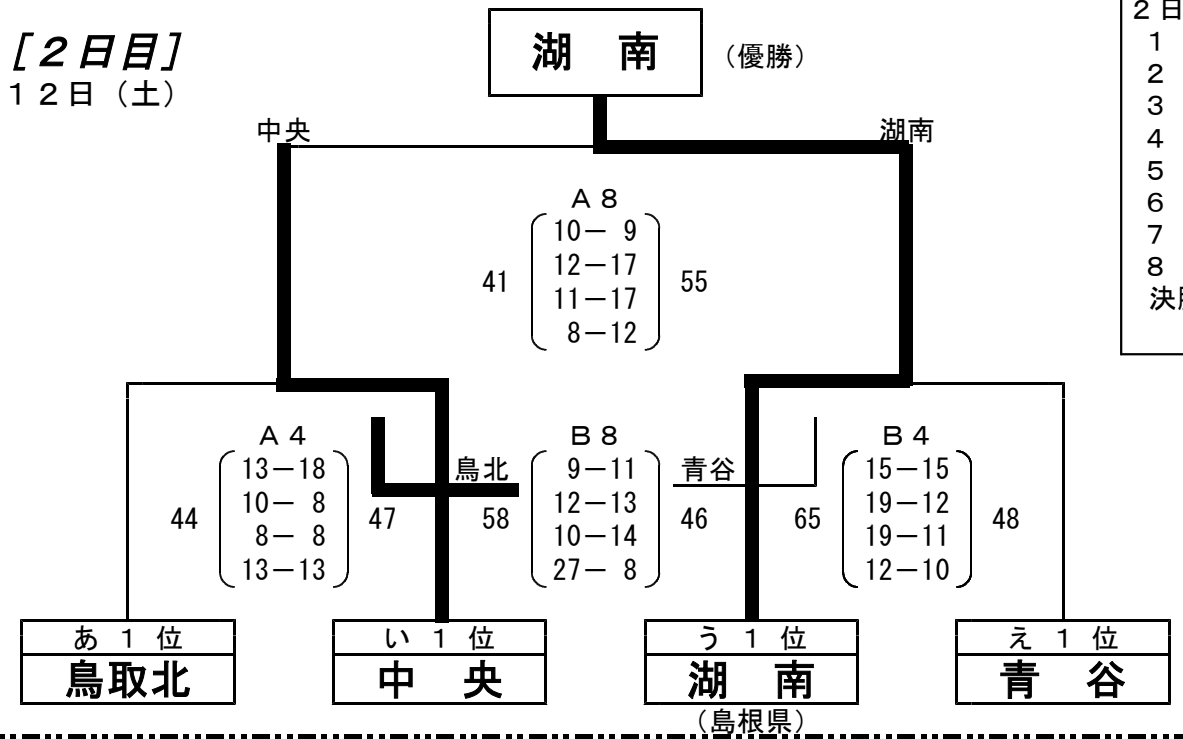 [2日目]
12日（土）
湖　南
（優勝）
2日
1
2
3
4
5
6
7
8
中央
湖南
A8
10－ 9
12－17
11－17
8－12
41
55
A4
13－18
10－ 8
8－ 8
13－13
44
47
鳥北
B8
9－11
12－13
10－14
27－ 8
58
46
青谷
B4
15－15
19－12
19－11
12－10
65
48
あ 1 位
鳥取北
い 1 位
中　央
う 1 位
湖　南
（島根県）
え 1 位
青　谷